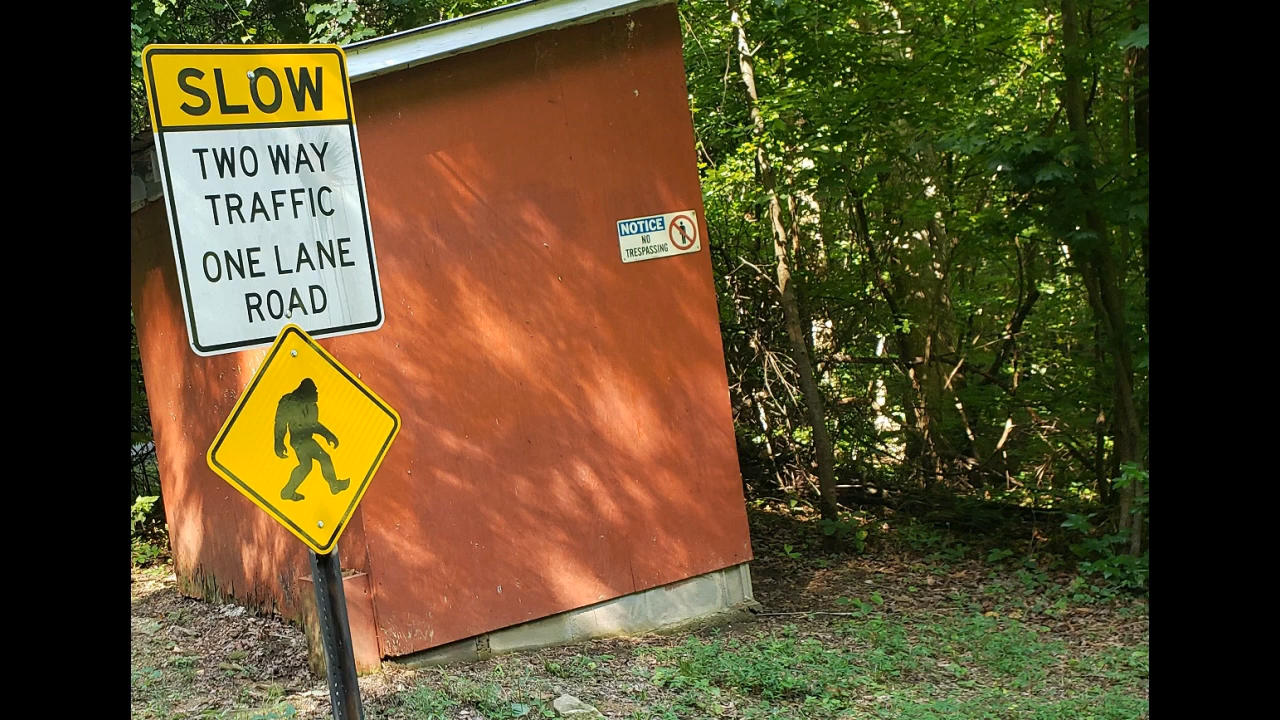 SLOW
TWO WAY
TRAFFIC
ONE LANE
ROAD
NOTICE
NO
TRESPASSING